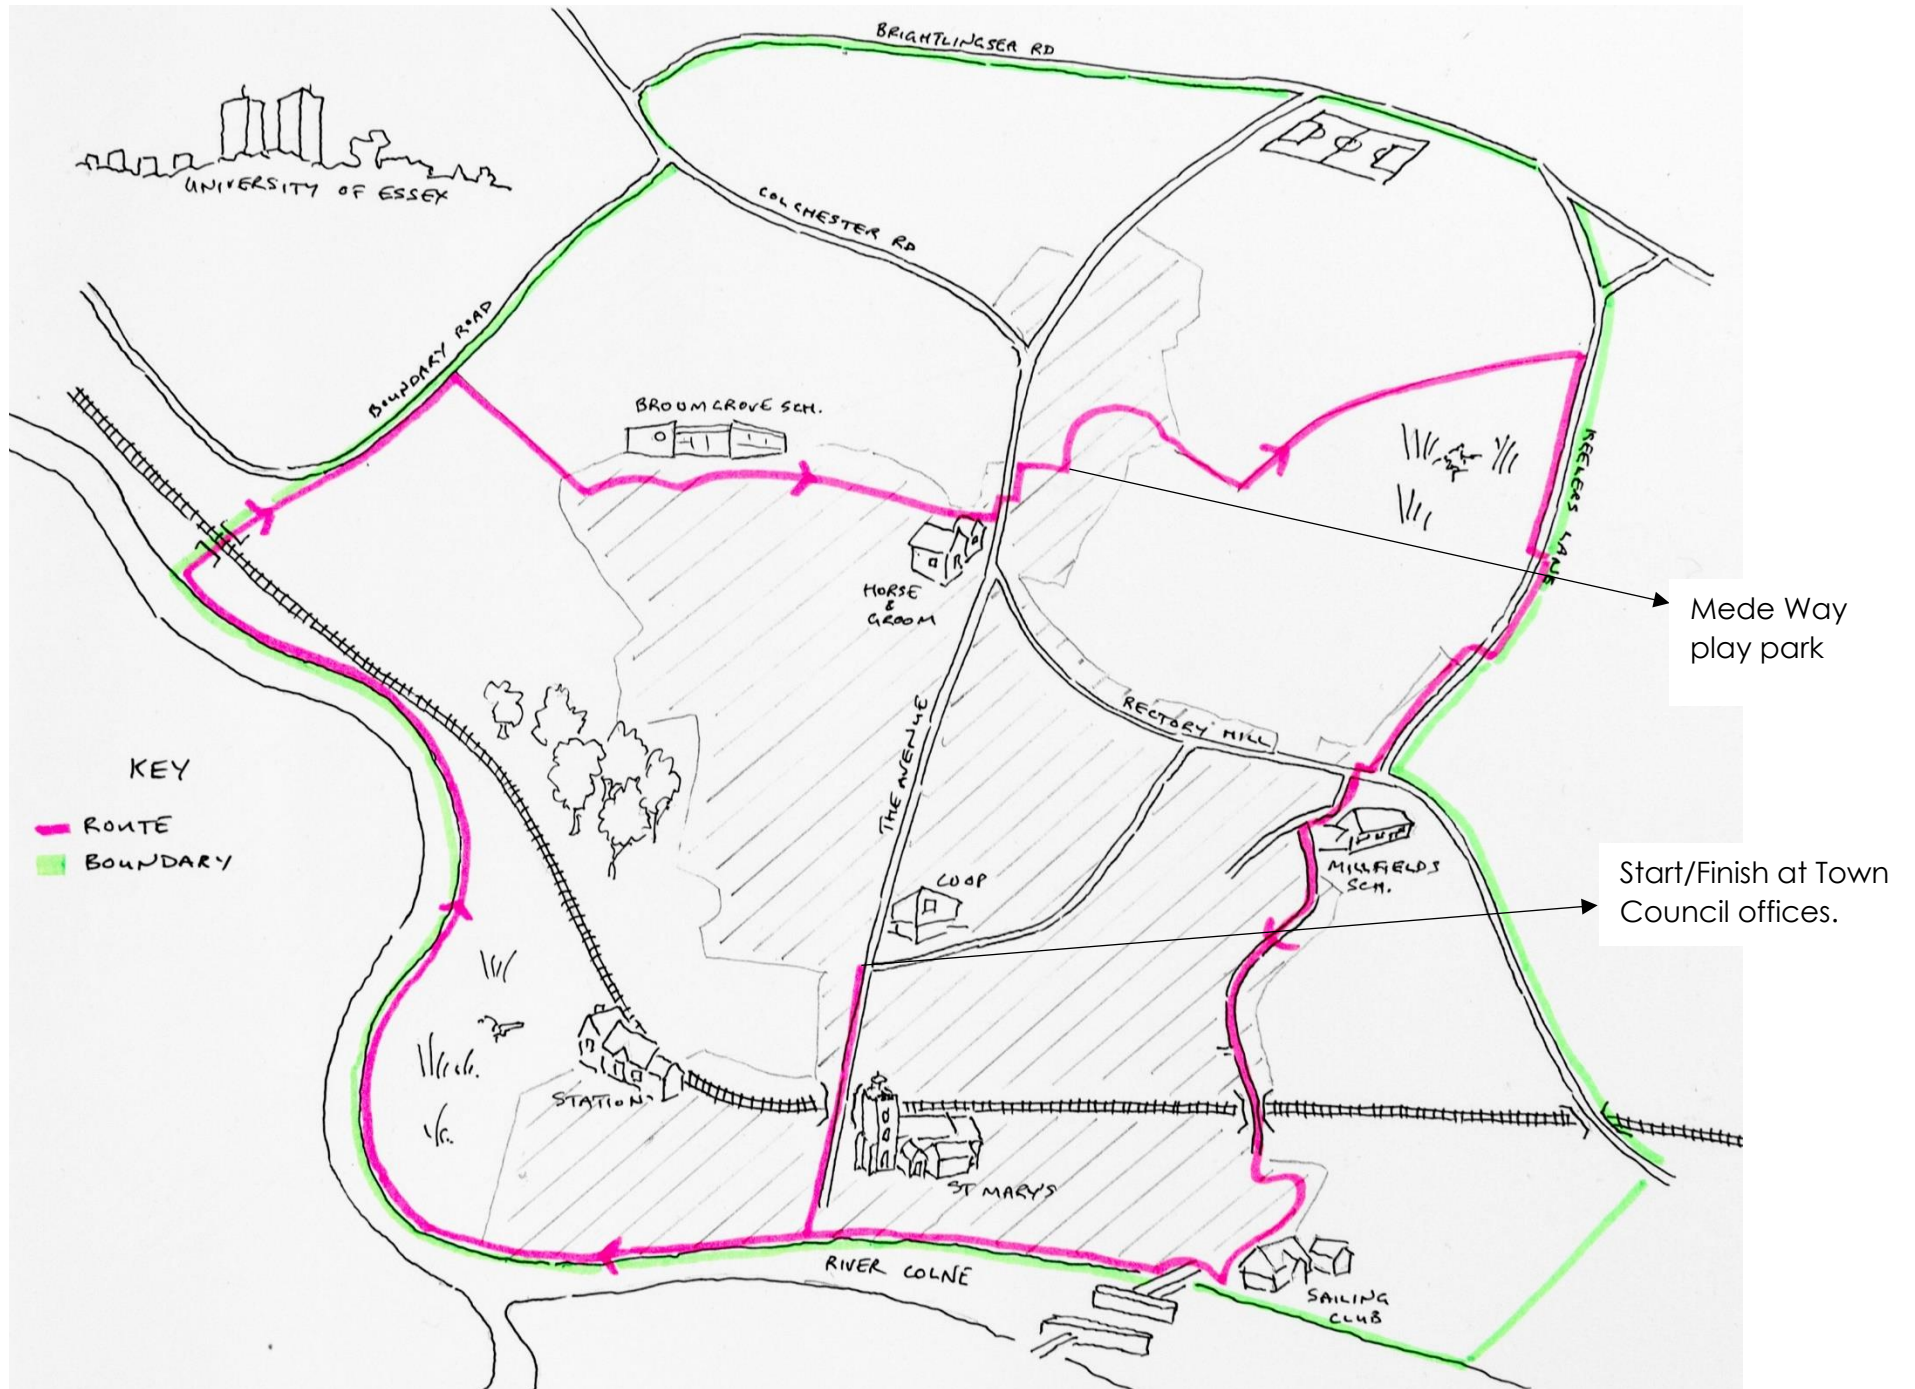 BRIGHTLINGSEA RD
UNIVERSITY OF ESSEX
COLCHESTER RD
BOUNDARY ROAD
BROOMGROVE SCH.
KEELERS LANE
HORSE
&
GROOM
Mede Way
play park
THE AVENUE
RECTORY HILL
KEY
ROUTE
BOUNDARY
MILLFIELDS
SCH.
COOP
Start/Finish at Town
Council offices.
STATION
ST MARY'S
RIVER COLNE
SAILING
CLUB